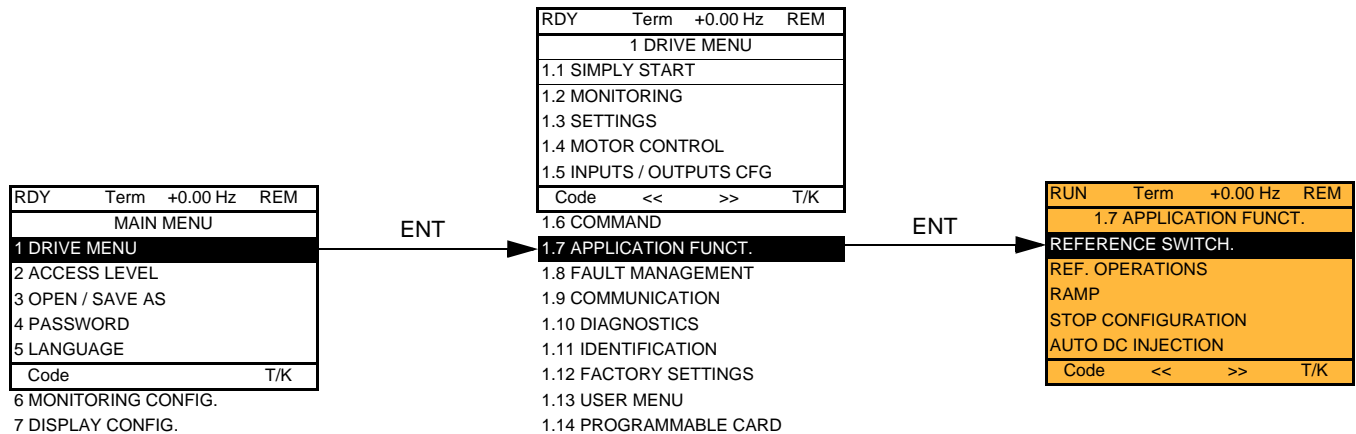 RDY Term +0.00 Hz REM
MAIN MENU
1 DRIVE MENU
2 ACCESS LEVEL
3 OPEN / SAVE AS
4 PASSWORD
5 LANGUAGE
Code T/K
6 MONITORING CONFIG.
7 DISPLAY CONFIG.
ENT
RDY Term +0.00 Hz REM
1 DRIVE MENU
1.1 SIMPLY START
1.2 MONITORING
1.3 SETTINGS
1.4 MOTOR CONTROL
1.5 INPUTS / OUTPUTS CFG
Code << >> T/K
1.6 COMMAND
1.7 APPLICATION FUNCT.
1.8 FAULT MANAGEMENT
1.9 COMMUNICATION
1.10 DIAGNOSTICS
1.11 IDENTIFICATION
1.12 FACTORY SETTINGS
1.13 USER MENU
1.14 PROGRAMMABLE CARD
ENT
RUN Term +0.00 Hz REM
1.7 APPLICATION FUNCT.
REFERENCE SWITCH.
REF. OPERATIONS
RAMP
STOP CONFIGURATION
AUTO DC INJECTION
Code << >> T/K